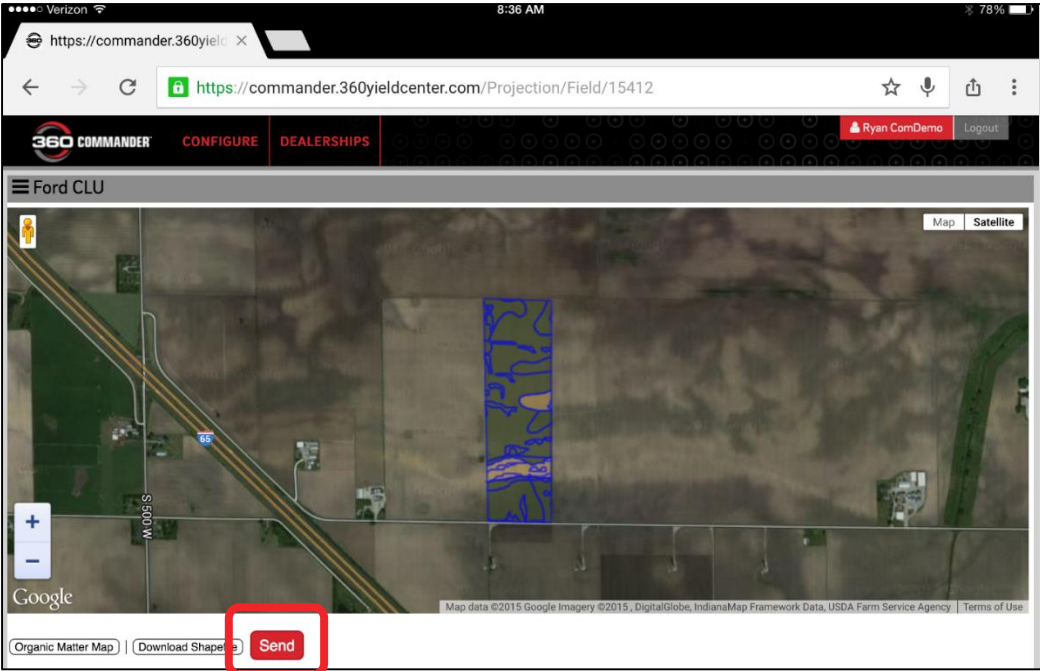 Verizon 8:36 AM 78%
https://commander.360yield
https://commander.360yieldcenter.com/Projection/Field/15412
360 COMMANDER CONFIGURE DEALERSHIPS Ryan ComDemo Logout
Ford CLU
Map Satellite
65
S 500 W
Google
Map data ©2015 Google Imagery ©2015 , DigitalGlobe, IndianaMap Framework Data, USDA Farm Service Agency Terms of Use
Organic Matter Map | Download Shapefile Send